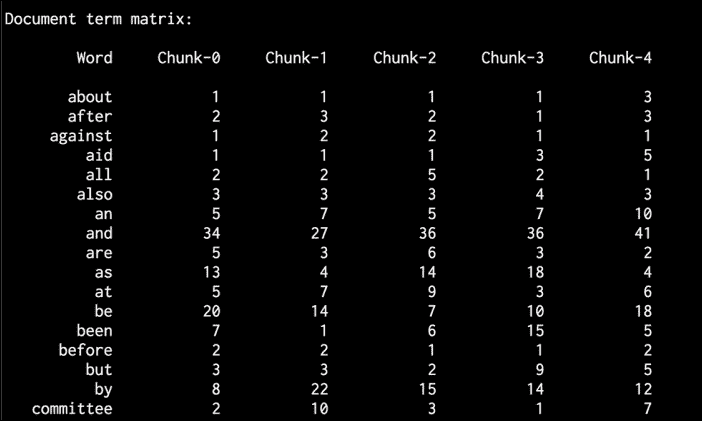 Document term matrix:
Word Chunk-0 Chunk-1 Chunk-2 Chunk-3 Chunk-4
about 1 1 1 1 3
after 2 3 2 1 3
against 1 2 2 1 1
aid 1 1 1 3 5
all 2 2 5 2 1
also 3 3 3 4 3
an 5 7 5 7 10
and 34 27 36 36 41
are 5 3 6 3 2
as 13 4 14 18 4
at 5 7 9 3 6
be 20 14 7 10 18
been 7 1 6 15 5
before 2 2 1 1 2
but 3 3 2 9 5
by 8 22 15 14 12
committee 2 10 3 1 7